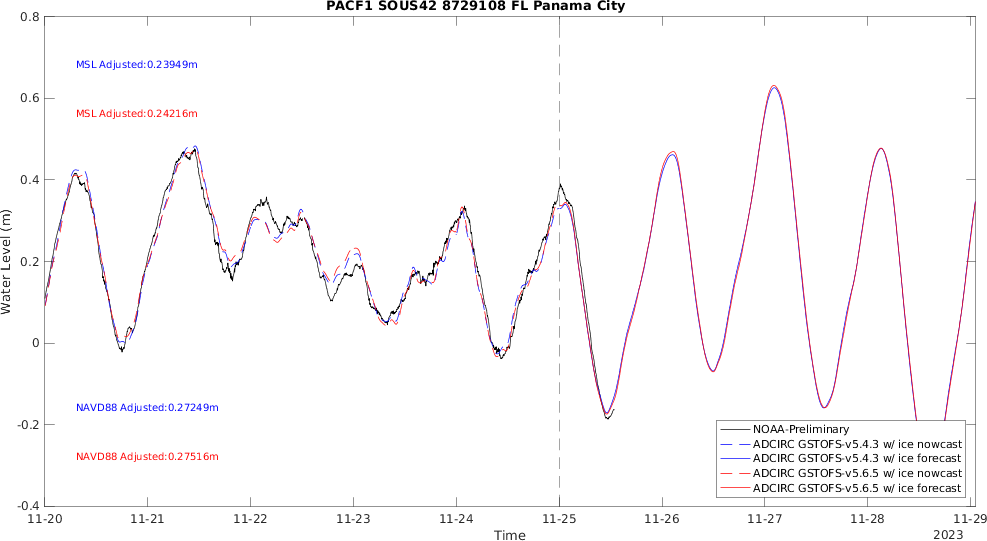 PACF1 SOUS42 8729108 FL Panama City
0.8
MSL Adjusted:0.23949m
0.6
MSL Adjusted:0.24216m
0.4
0.2
Water Level (m)
0
NAVD88 Adjusted:0.27249m
-0.2
NAVD88 Adjusted:0.27516m
-0.4
NOAA-Preliminary
ADCIRC GSTOFS-v5.4.3 w/ ice nowcast
ADCIRC GSTOFS-v5.4.3 w/ ice forecast
ADCIRC GSTOFS-v5.6.5 w/ ice nowcast
ADCIRC GSTOFS-v5.6.5 w/ ice forecast
11-20 11-21 11-22 11-23 11-24 11-25 11-26 11-27 11-28 11-29
Time
2023